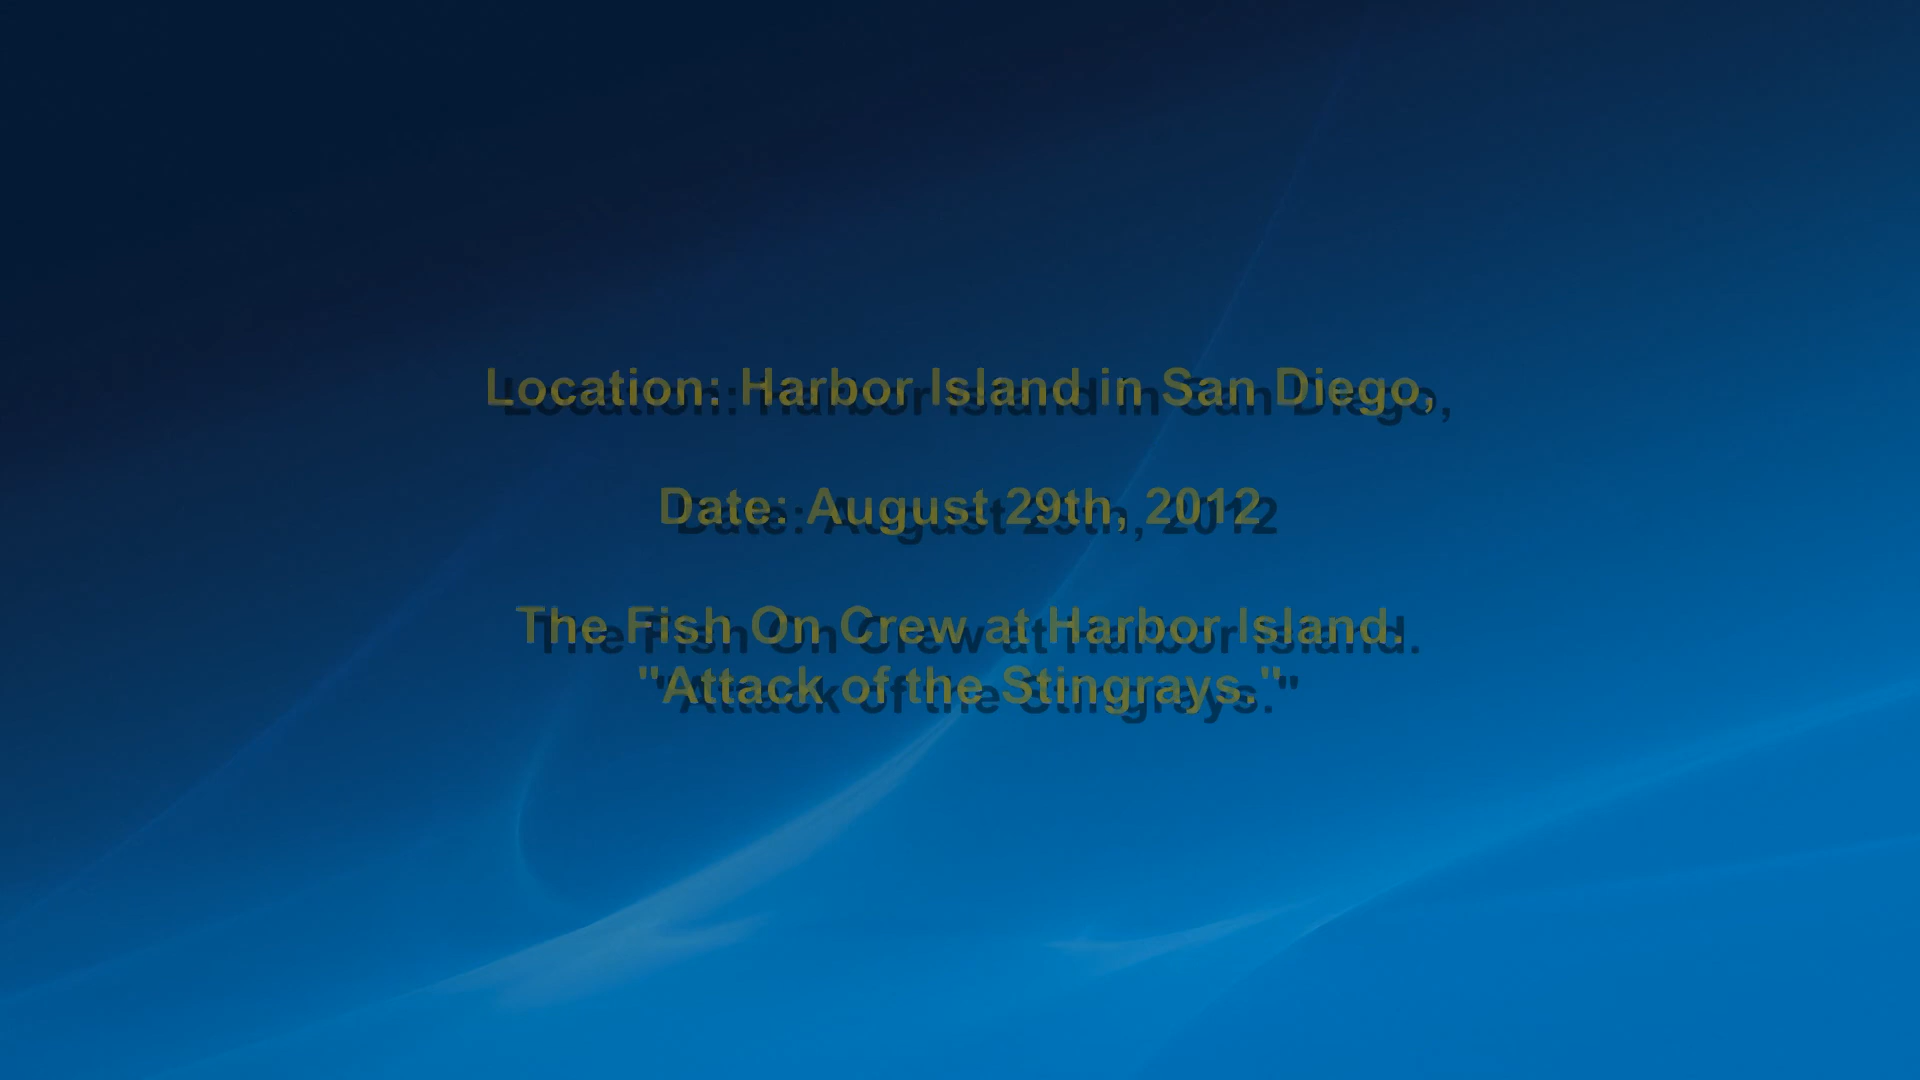 Location: Harbor Island in San Diego,
Date: August 29th, 2012
The Fish On Crew at Harbor Island.
"Attack of the Stingrays."